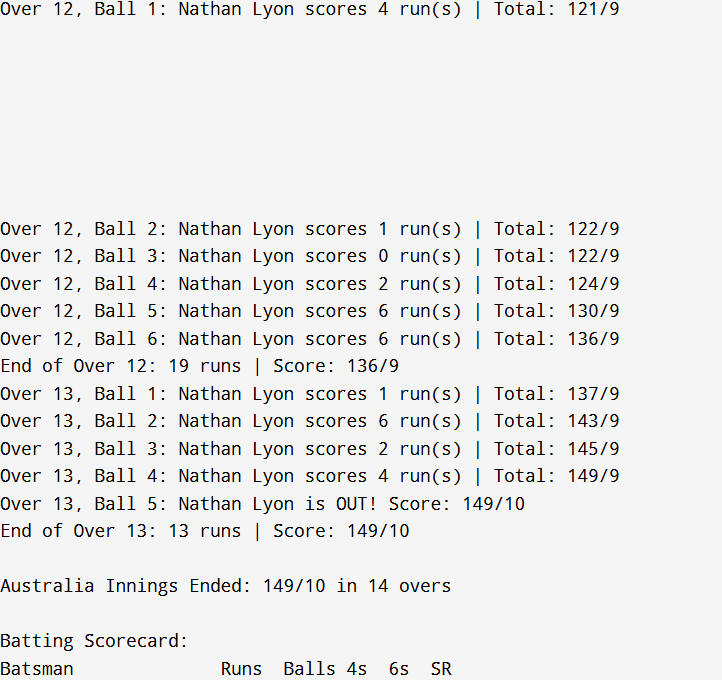 Over 12, Ball 1: Nathan Lyon scores 4 run(s) | Total: 121/9
Over 12, Ball 2: Nathan Lyon scores 1 run(s) | Total: 122/9
Over 12, Ball 3: Nathan Lyon scores 0 run(s) | Total: 122/9
Over 12, Ball 4: Nathan Lyon scores 2 run(s) | Total: 124/9
Over 12, Ball 5: Nathan Lyon scores 6 run(s) | Total: 130/9
Over 12, Ball 6: Nathan Lyon scores 6 run(s) | Total: 136/9
End of Over 12: 19 runs | Score: 136/9
Over 13, Ball 1: Nathan Lyon scores 1 run(s) | Total: 137/9
Over 13, Ball 2: Nathan Lyon scores 6 run(s) | Total: 143/9
Over 13, Ball 3: Nathan Lyon scores 2 run(s) | Total: 145/9
Over 13, Ball 4: Nathan Lyon scores 4 run(s) | Total: 149/9
Over 13, Ball 5: Nathan Lyon is OUT! Score: 149/10
End of Over 13: 13 runs | Score: 149/10
Australia Innings Ended: 149/10 in 14 overs
Batting Scorecard:
Batsman Runs Balls 4s 6s SR